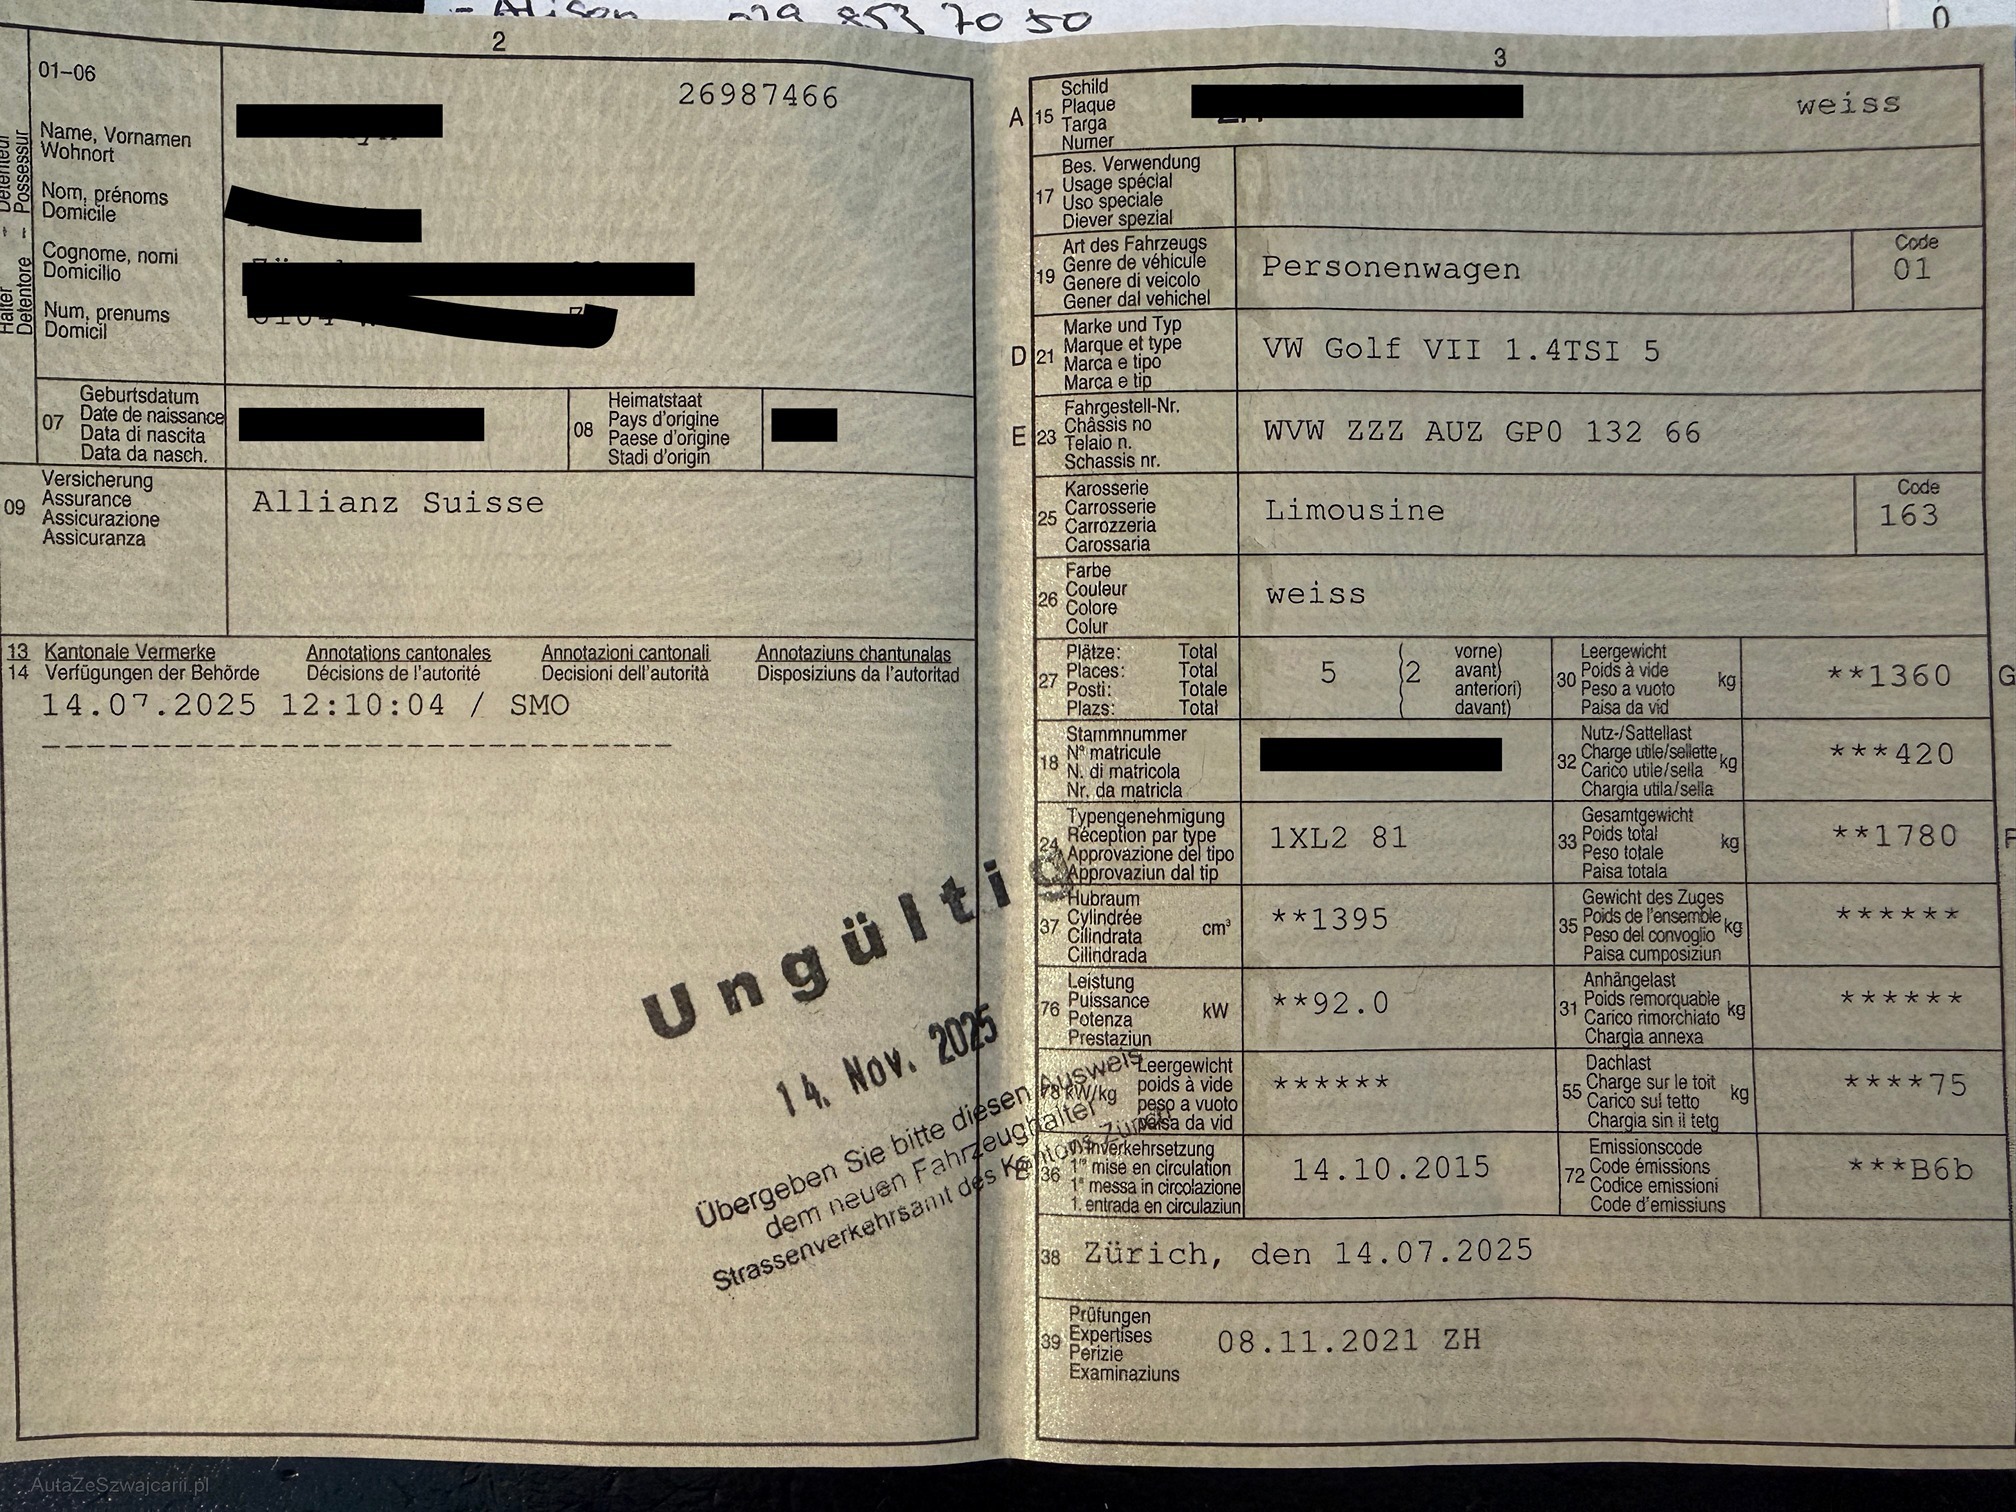 - Alison 079 853 70 50
0
2
01–06
26987466
Name, Vornamen
Wohnort
Nom, prénoms
Domicile
Cognome, nomi
Domicilio
Num, prenums
Domicil
Halter
Detentore
Détenteur
Possessur
07
Geburtsdatum
Date de naissance
Data di nascita
Data da nasch.
08
Heimatstaat
Pays d'origine
Paese d'origine
Stadi d'origin
09
Versicherung
Assurance
Assicurazione
Assicuranza
Allianz Suisse
13 Kantonale Vermerke Annotations cantonales Annotazioni cantonali Annotaziuns chantunalas
14 Verfügungen der Behörde Décisions de l'autorité Decisioni dell'autorità Disposiziuns da l'autoritad
14.07.2025 12:10:04 / SMO
------------------------------
Ungültig
14. Nov. 2025
Übergeben Sie bitte diesen Ausweis
dem neuen Fahrzeughalter
Strassenverkehrsamt des Kantons Zürich
3
A 15
Schild
Plaque
Targa
Numer
weiss
17
Bes. Verwendung
Usage spécial
Uso speciale
Diever spezial
19
Art des Fahrzeugs
Genre de véhicule
Genere di veicolo
Gener dal vehichel
Personenwagen
Code
01
D 21
Marke und Typ
Marque et type
Marca e tipo
Marca e tip
VW Golf VII 1.4TSI 5
E 23
Fahrgestell-Nr.
Châssis no
Telaio n.
Schassis nr.
WVW ZZZ AUZ GP0 132 66
25
Karosserie
Carrosserie
Carrozzeria
Carossaria
Limousine
Code
163
26
Farbe
Couleur
Colore
Colur
weiss
27
Plätze: Total
Places: Total
Posti: Totale
Plazs: Total
5 (2
vorne)
avant)
anteriori)
davant)
30
Leergewicht
Poids à vide
Peso a vuoto
Paisa da vid
kg
**1360
G
18
Stammnummer
N° matricule
N. di matricola
Nr. da matricla
32
Nutz-/Sattellast
Charge utile/sellette
Carico utile/sella
Chargia utila/sella
kg
***420
24
Typengenehmigung
Réception par type
Approvazione del tipo
Approvaziun dal tip
1XL2 81
33
Gesamtgewicht
Poids total
Peso totale
Paisa totala
kg
**1780
F
37
Hubraum
Cylindrée
Cilindrata
Cilindrada
cm³
**1395
35
Gewicht des Zuges
Poids de l'ensemble
Peso del convoglio
Paisa cumposiziun
kg
******
76
Leistung
Puissance
Potenza
Prestaziun
kW
**92.0
31
Anhängelast
Poids remorquable
Carico rimorchiato
Chargia annexa
kg
******
78 kW/kg
Leergewicht
poids à vide
peso a vuoto
paisa da vid
******
55
Dachlast
Charge sur le toit
Carico sul tetto
Chargia sin il tetg
kg
****75
B 36
1. Inverkehrsetzung
1re mise en circulation
1a messa in circolazione
1. entrada en circulaziun
14.10.2015
72
Emissionscode
Code émissions
Codice emissioni
Code d'emissiuns
***B6b
38 Zürich, den 14.07.2025
39
Prüfungen
Expertises
Perizie
Examinaziuns
08.11.2021 ZH
AutaZeSzwajcarii.pl